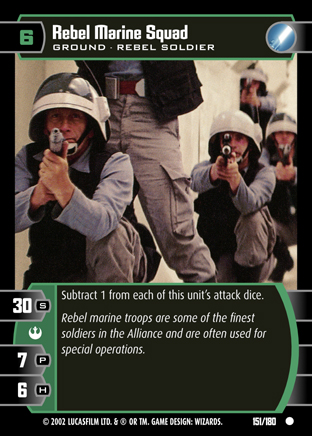 6 Rebel Marine Squad
GROUND · REBEL SOLDIER
30 S
7 P
6 H
Subtract 1 from each of this unit's attack dice.
Rebel marine troops are some of the finest
soldiers in the Alliance and are often used for
special operations.
© 2002 LUCASFILM LTD. & ® OR TM. GAME DESIGN: WIZARDS. 151/180